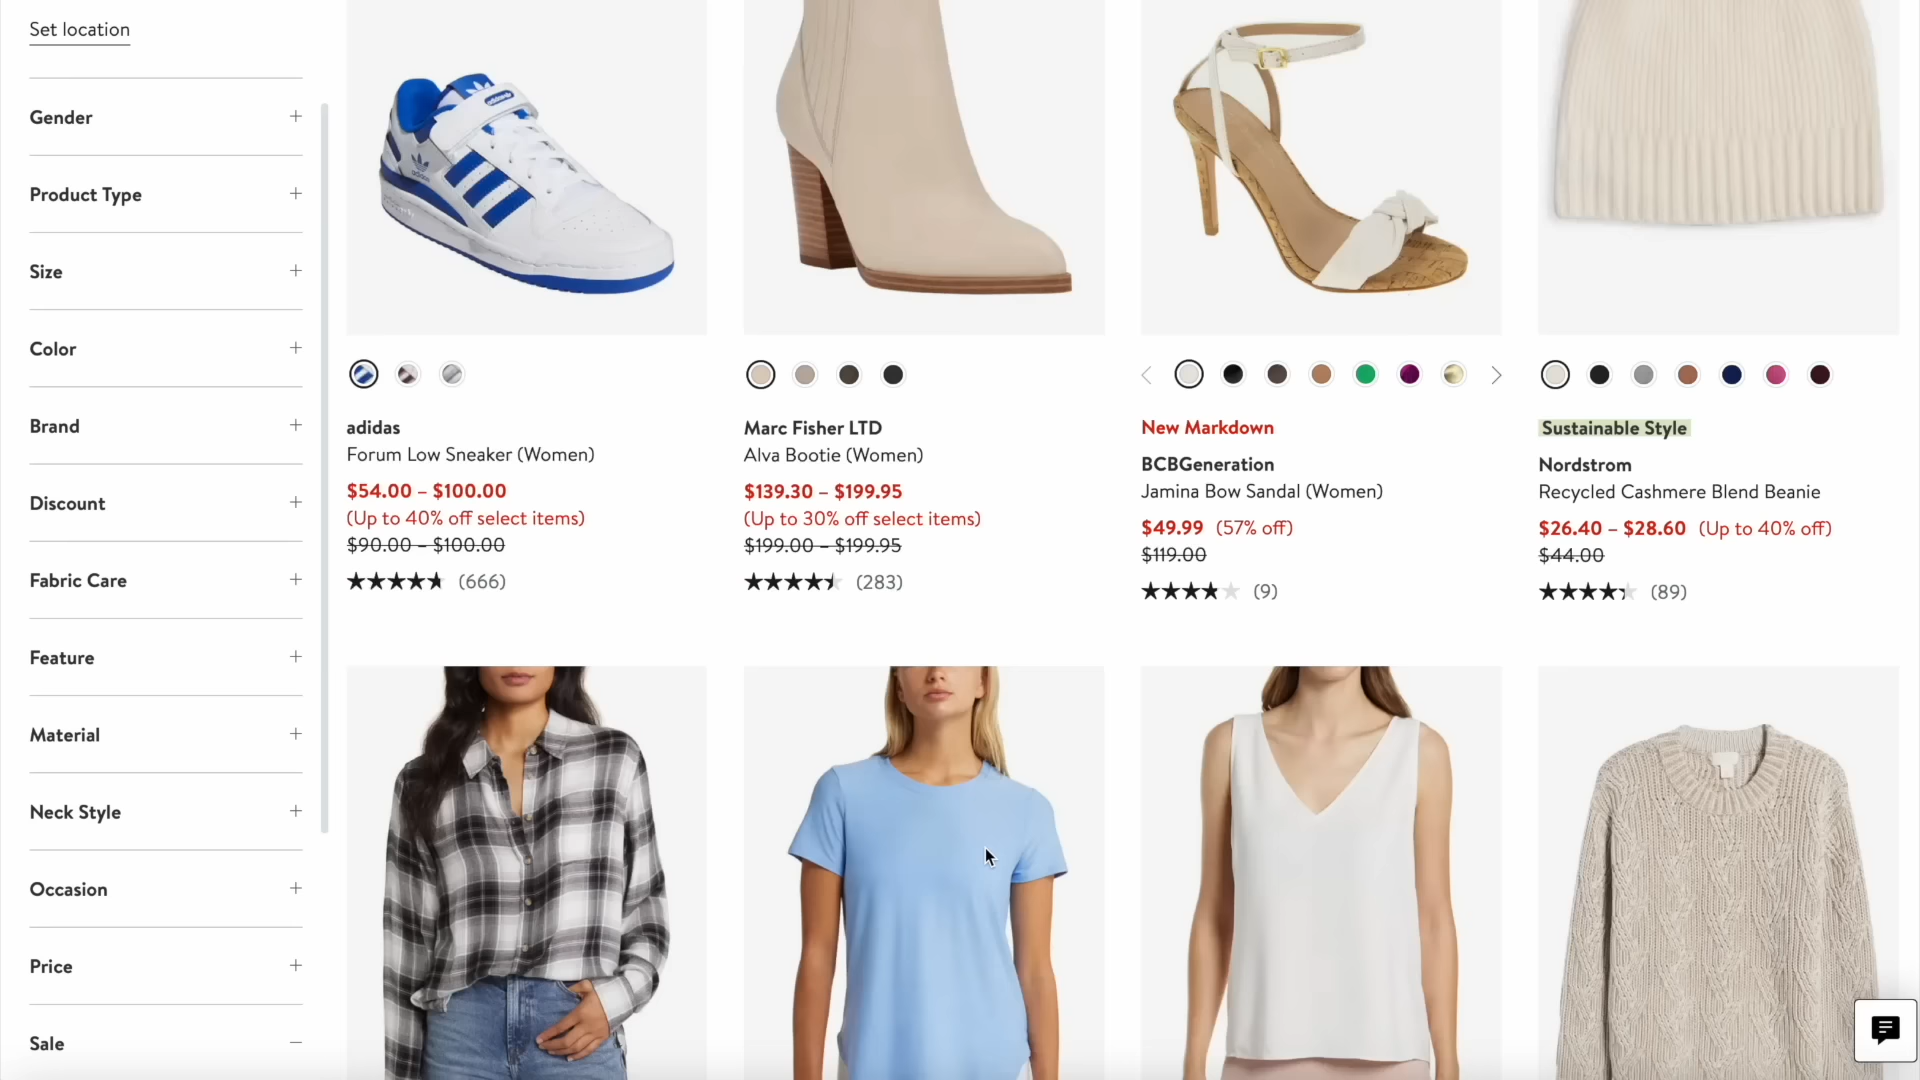 Set location
Gender
Product Type
Size
Color
Brand
Discount
Fabric Care
Feature
Material
Neck Style
Occasion
Price
Sale
adidas
Forum Low Sneaker (Women)
$54.00 – $100.00
(Up to 40% off select items)
$90.00 – $100.00
(666)
Marc Fisher LTD
Alva Bootie (Women)
$139.30 – $199.95
(Up to 30% off select items)
$199.00 – $199.95
(283)
New Markdown
BCBGeneration
Jamina Bow Sandal (Women)
$49.99 (57% off)
$119.00
(9)
Sustainable Style
Nordstrom
Recycled Cashmere Blend Beanie
$26.40 – $28.60 (Up to 40% off)
$44.00
(89)